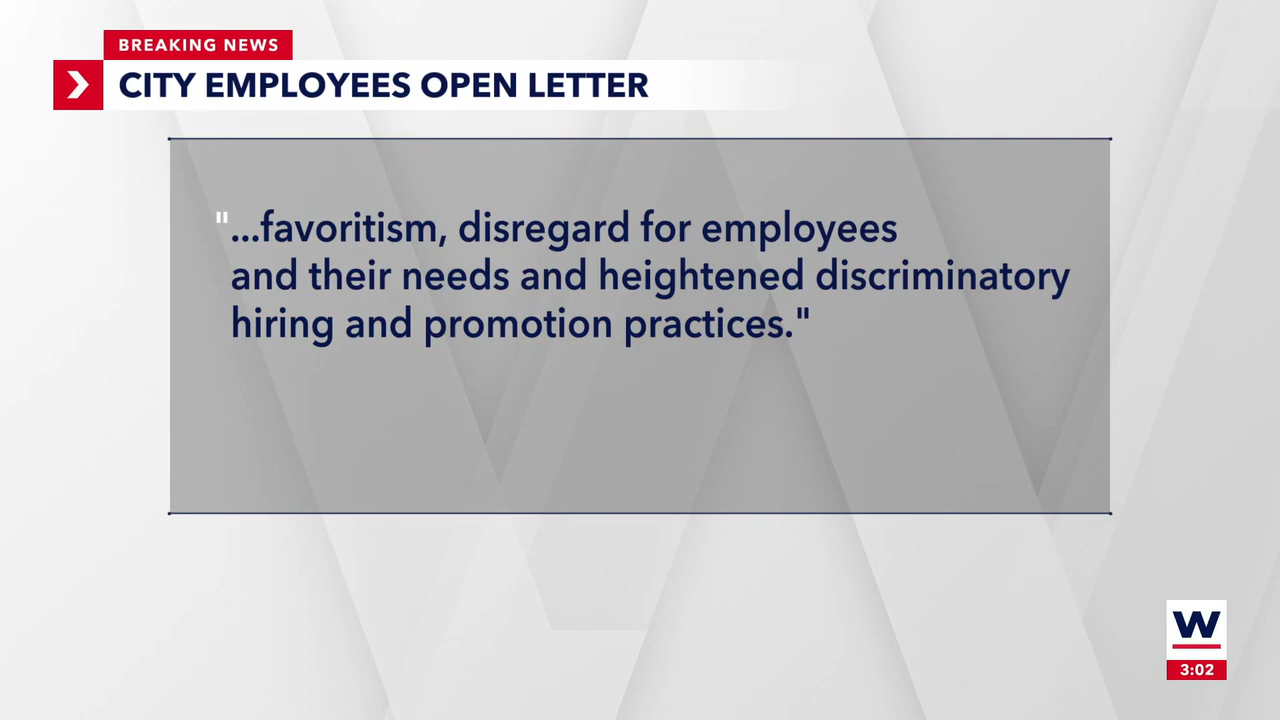 BREAKING NEWS
CITY EMPLOYEES OPEN LETTER
"...favoritism, disregard for employees
and their needs and heightened discriminatory
hiring and promotion practices."
W
3:02